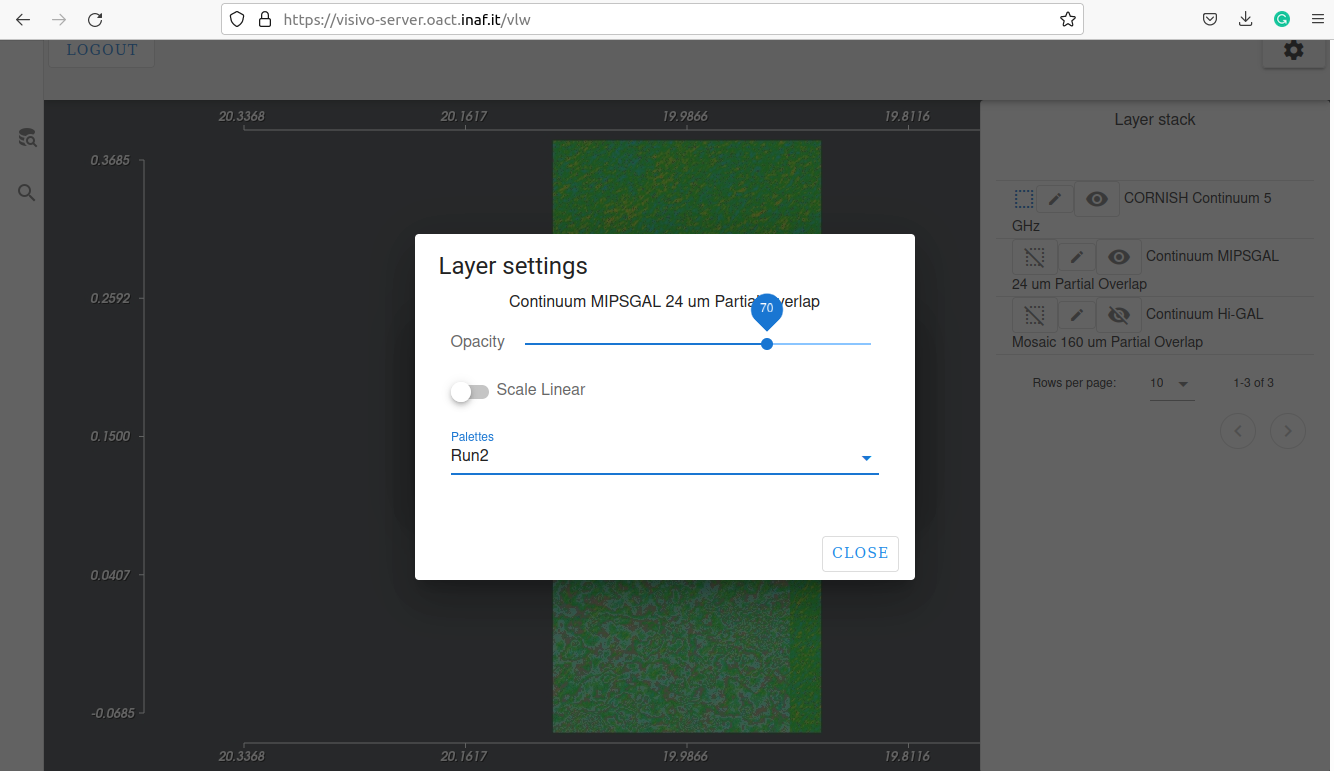 https://visivo-server.oact.inaf.it/vlw
LOGOUT
20.3368 20.1617 19.9866 19.8116
Layer stack
0.3685
0.2592
0.1500
0.0407
-0.0685
CORNISH Continuum 5
GHz
Continuum MIPSGAL
24 um Partial Overlap
Continuum Hi-GAL
Mosaic 160 um Partial Overlap
Rows per page: 10 1-3 of 3
Layer settings
Continuum MIPSGAL 24 um Partial verlap
70
Opacity
Scale Linear
Palettes
Run2
CLOSE
20.3368 20.1617 19.9866 19.8116